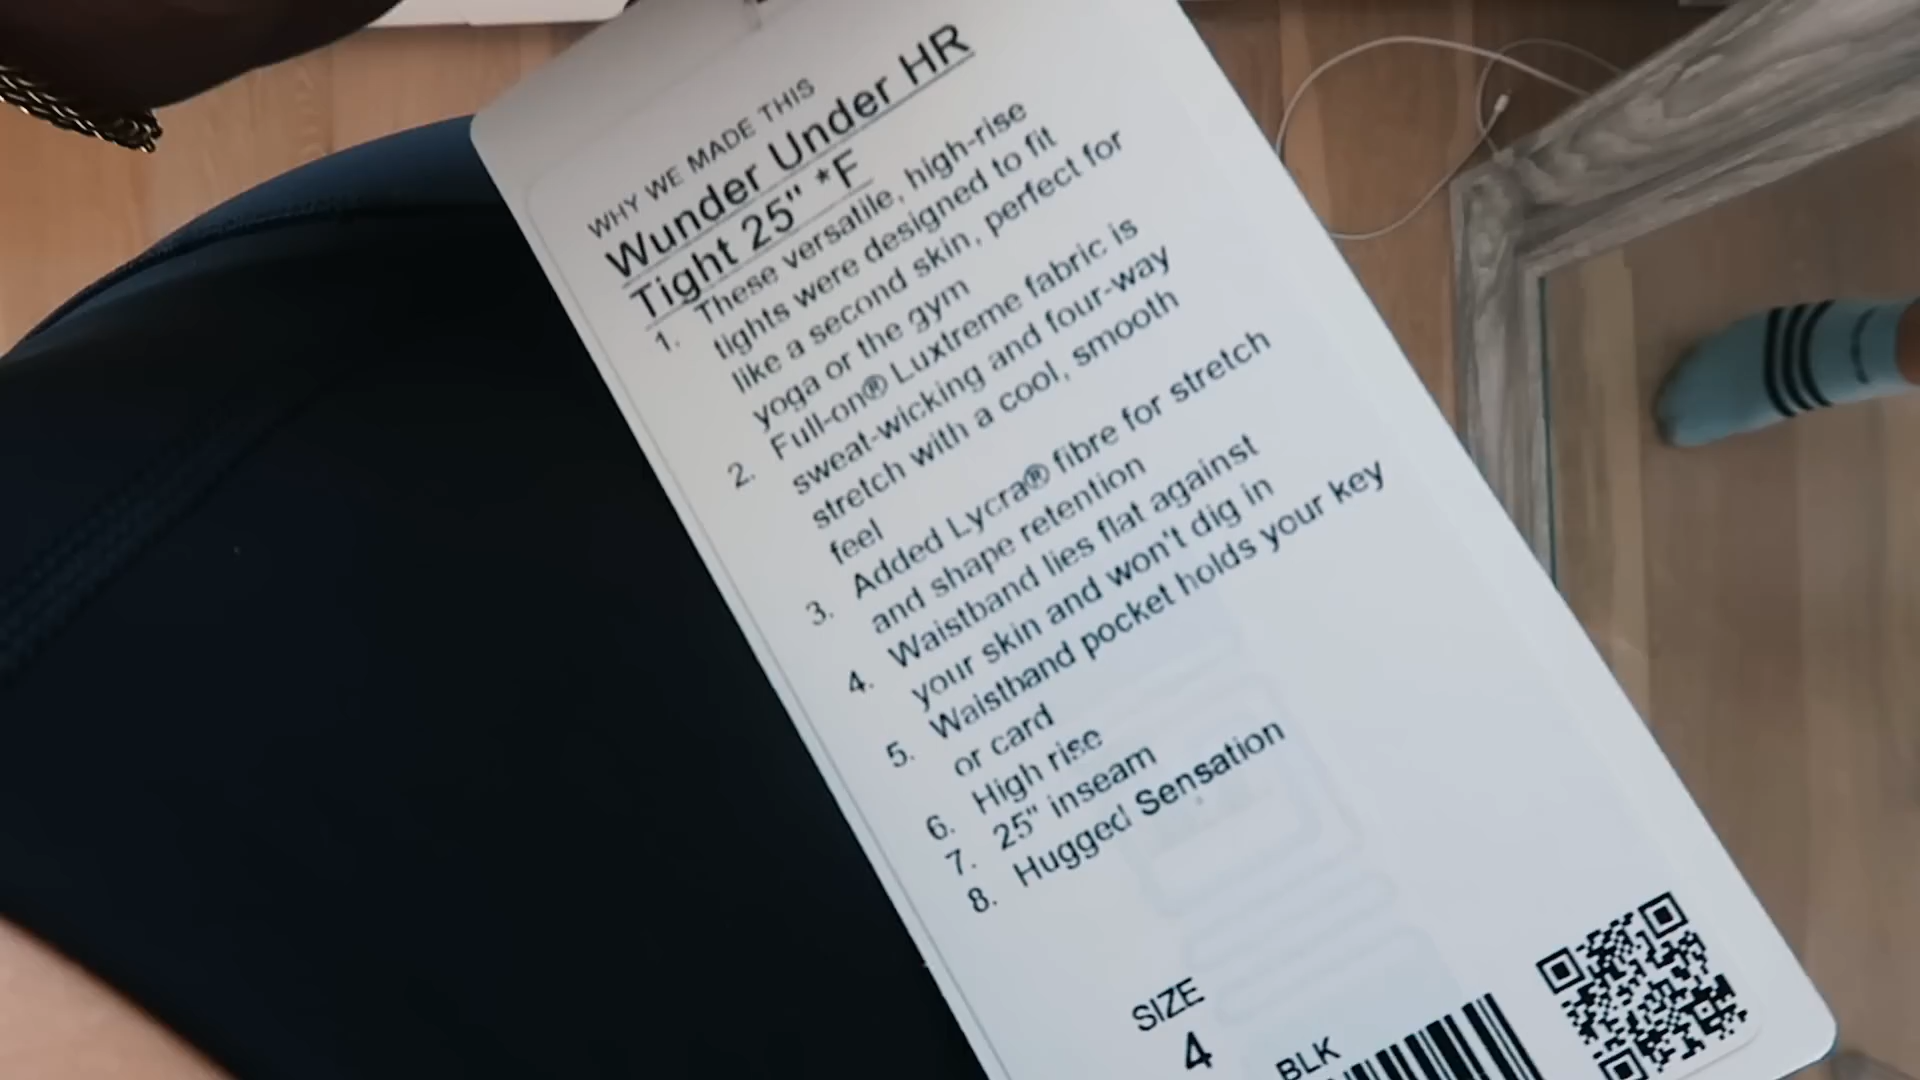 WHY WE MADE THIS
Wunder Under HR
Tight 25" *F
1. These versatile, high-rise
tights were designed to fit
like a second skin, perfect for
yoga or the gym
2. Full-on® Luxtreme fabric is
sweat-wicking and four-way
stretch with a cool, smooth
feel
3. Added Lycra® fibre for stretch
and shape retention
4. Waistband lies flat against
your skin and won't dig in
5. Waistband pocket holds your key
or card
6. High rise
7. 25" inseam
8. Hugged Sensation
SIZE
4
BLK